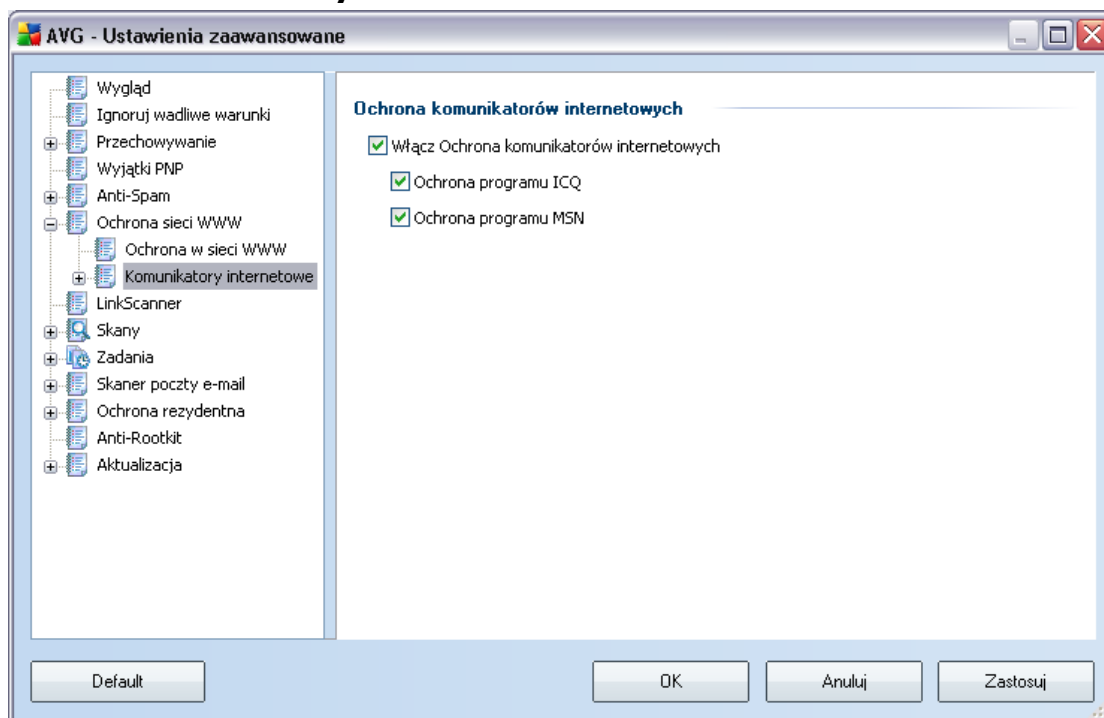 AVG - Ustawienia zaawansowane
Wygląd
Ignoruj wadliwe warunki
Przechowywanie
Wyjątki PNP
Anti-Spam
Ochrona sieci WWW
Ochrona w sieci WWW
Komunikatory internetowe
LinkScanner
Skany
Zadania
Skaner poczty e-mail
Ochrona rezydentna
Anti-Rootkit
Aktualizacja
Ochrona komunikatorów internetowych
Włącz Ochrona komunikatorów internetowych
Ochrona programu ICQ
Ochrona programu MSN
Default
OK
Anuluj
Zastosuj